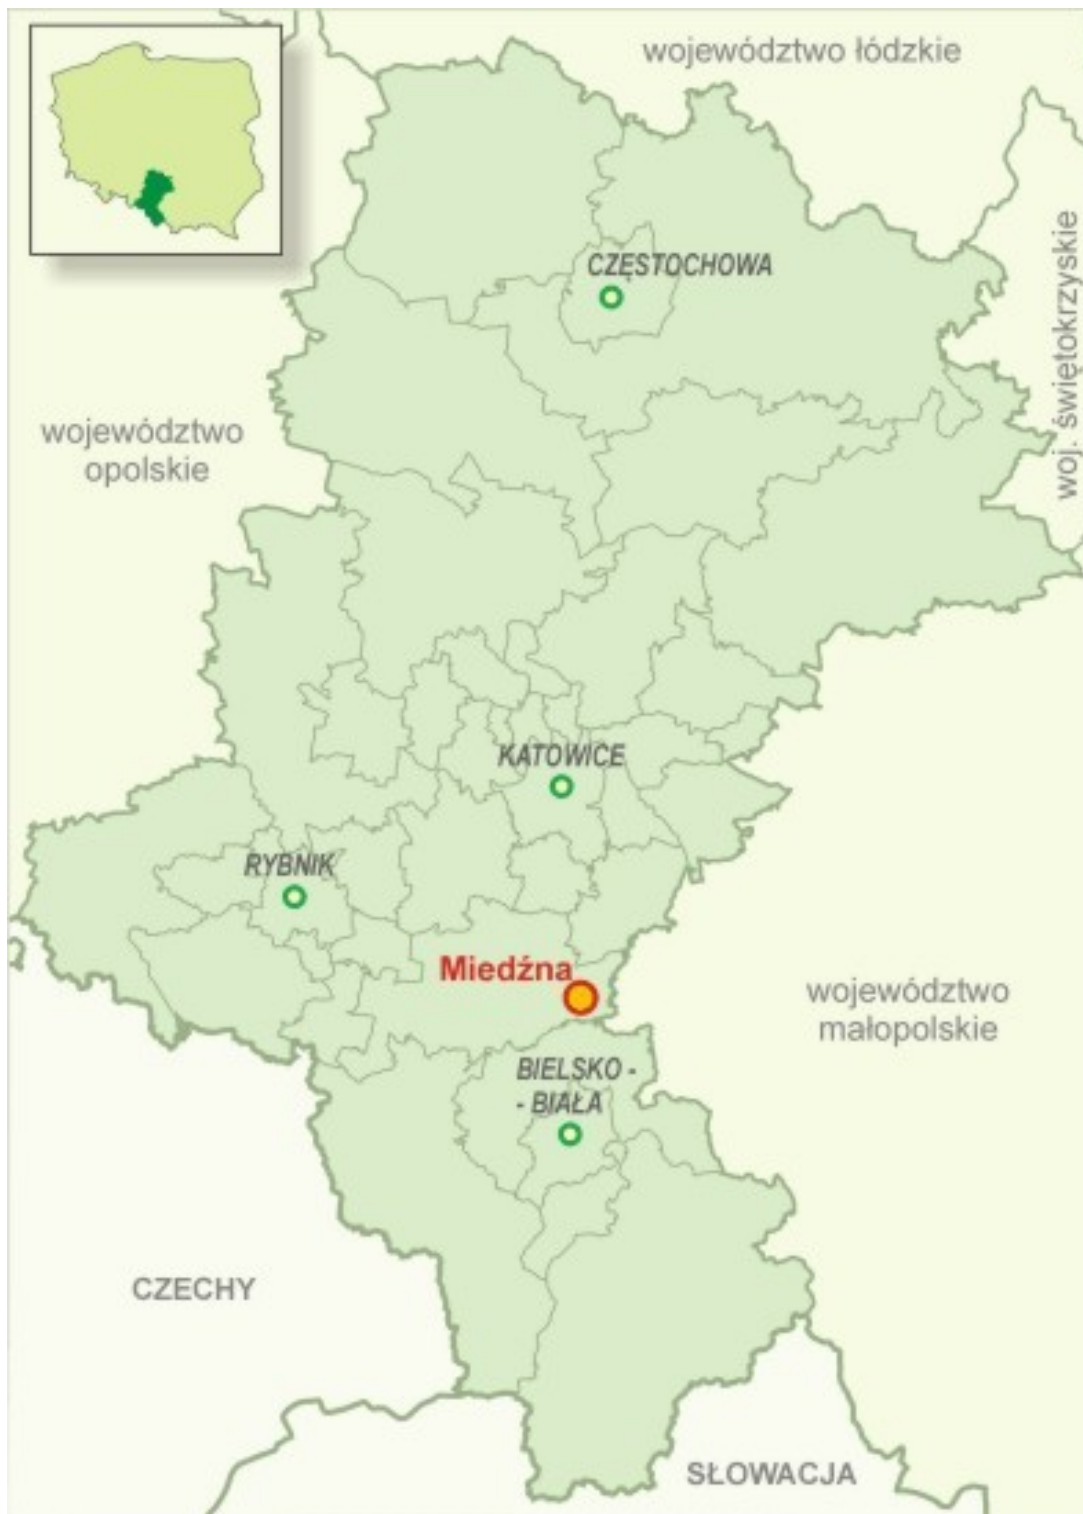 województwo łódzkie
woj. świętokrzyskie
CZĘSTOCHOWA
województwo
opolskie
KATOWICE
RYBNIK
Miedźna
województwo
małopolskie
BIELSKO -
- BIAŁA
CZECHY
SŁOWACJA